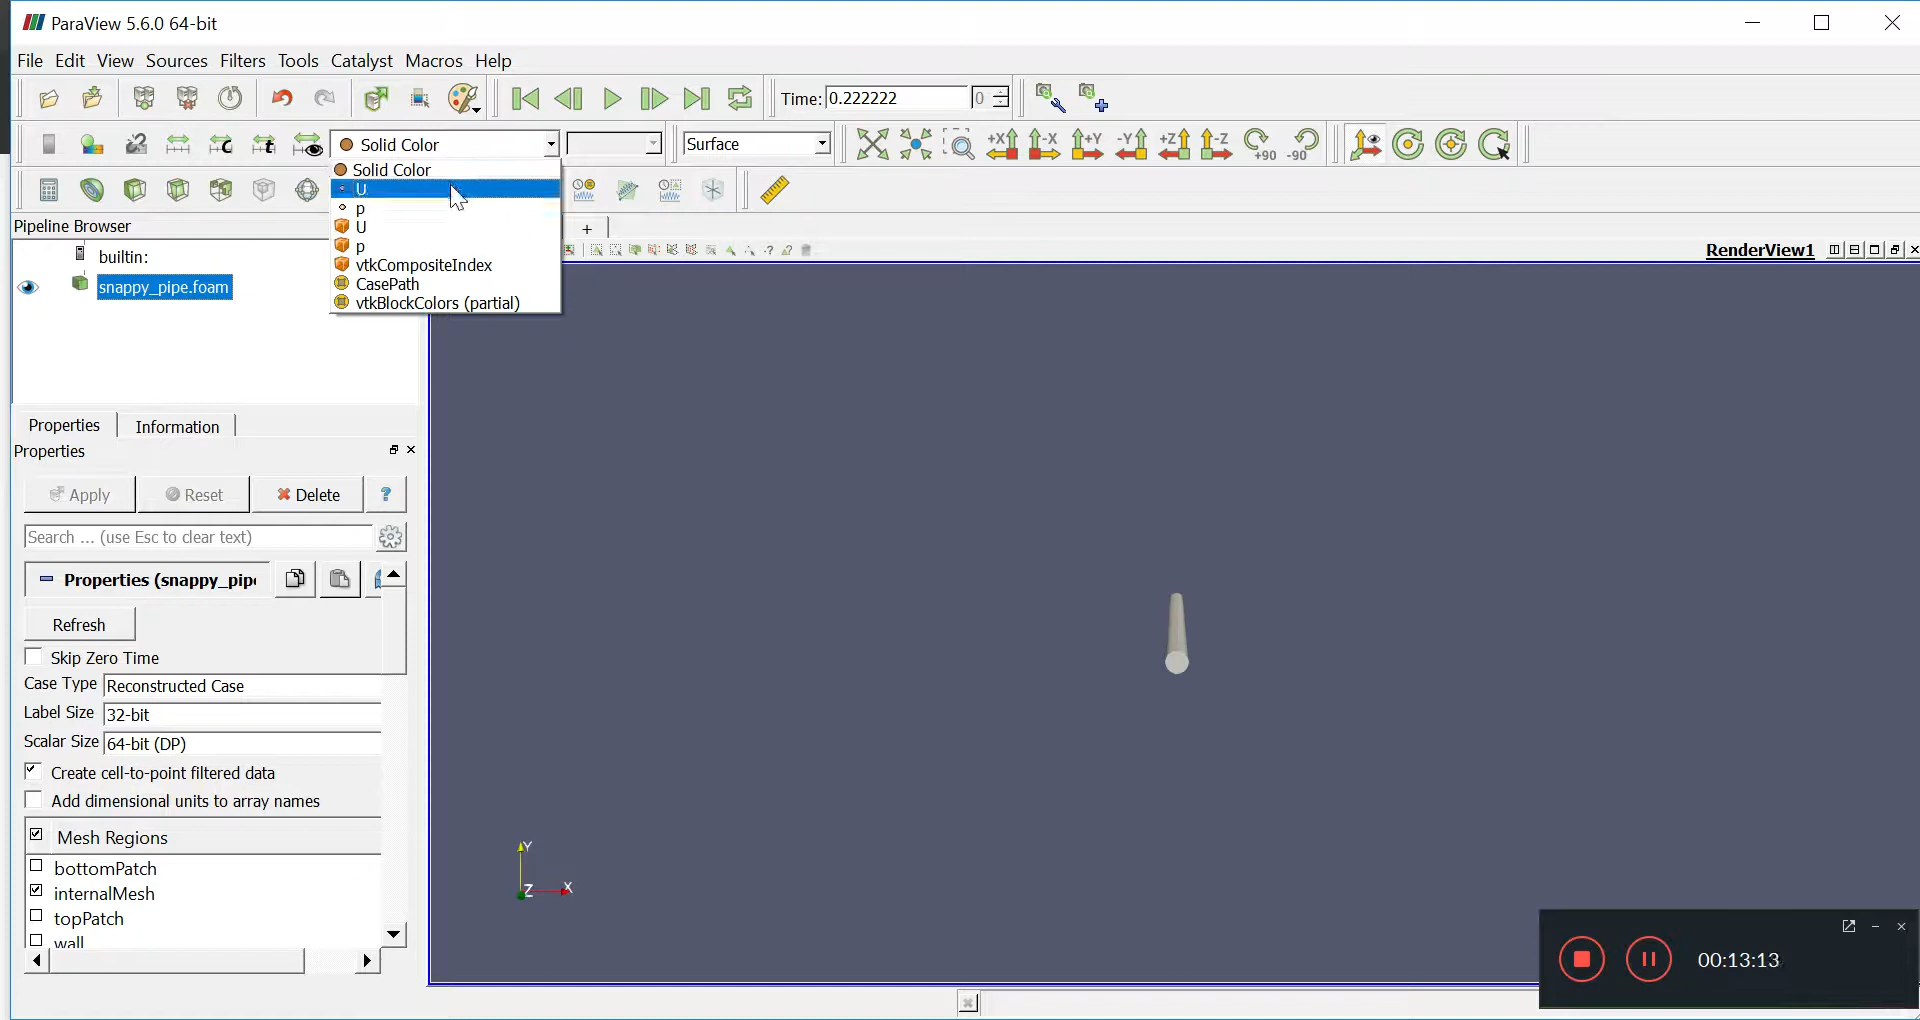 ParaView 5.6.0 64-bit
File Edit View Sources Filters Tools Catalyst Macros Help
Time: 0.222222 0
Solid Color Surface +X -X +Y -Y +Z -Z +90 -90
Solid Color
U
p
U
p
vtkCompositeIndex
CasePath
vtkBlockColors (partial)
Pipeline Browser +
builtin:
snappy_pipe.foam
RenderView1
Properties Information
Properties
Apply Reset Delete ?
Search ... (use Esc to clear text)
Properties (snappy_pip
Refresh
Skip Zero Time
Case Type Reconstructed Case
Label Size 32-bit
Scalar Size 64-bit (DP)
Create cell-to-point filtered data
Add dimensional units to array names
Mesh Regions
bottomPatch
internalMesh
topPatch
wall
Y
Z X
00:13:13